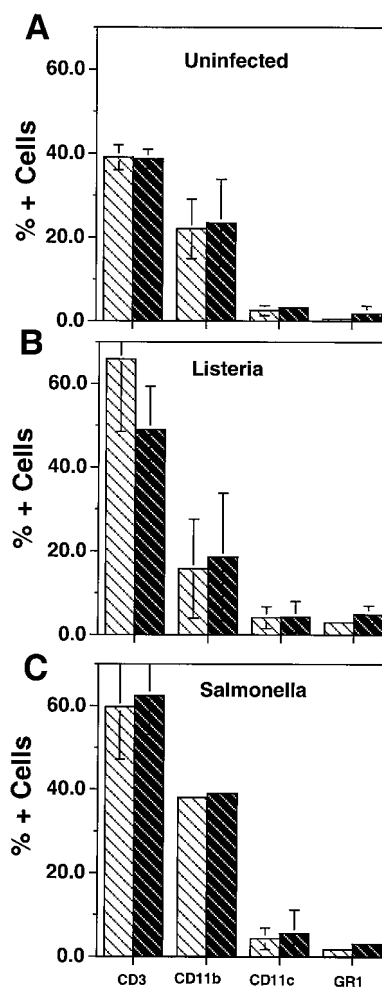 A
Uninfected
60.0
40.0
20.0
0.0
% + Cells
B
Listeria
60.0
40.0
20.0
0.0
% + Cells
C
Salmonella
60.0
40.0
20.0
0.0
% + Cells
CD3 CD11b CD11c GR1